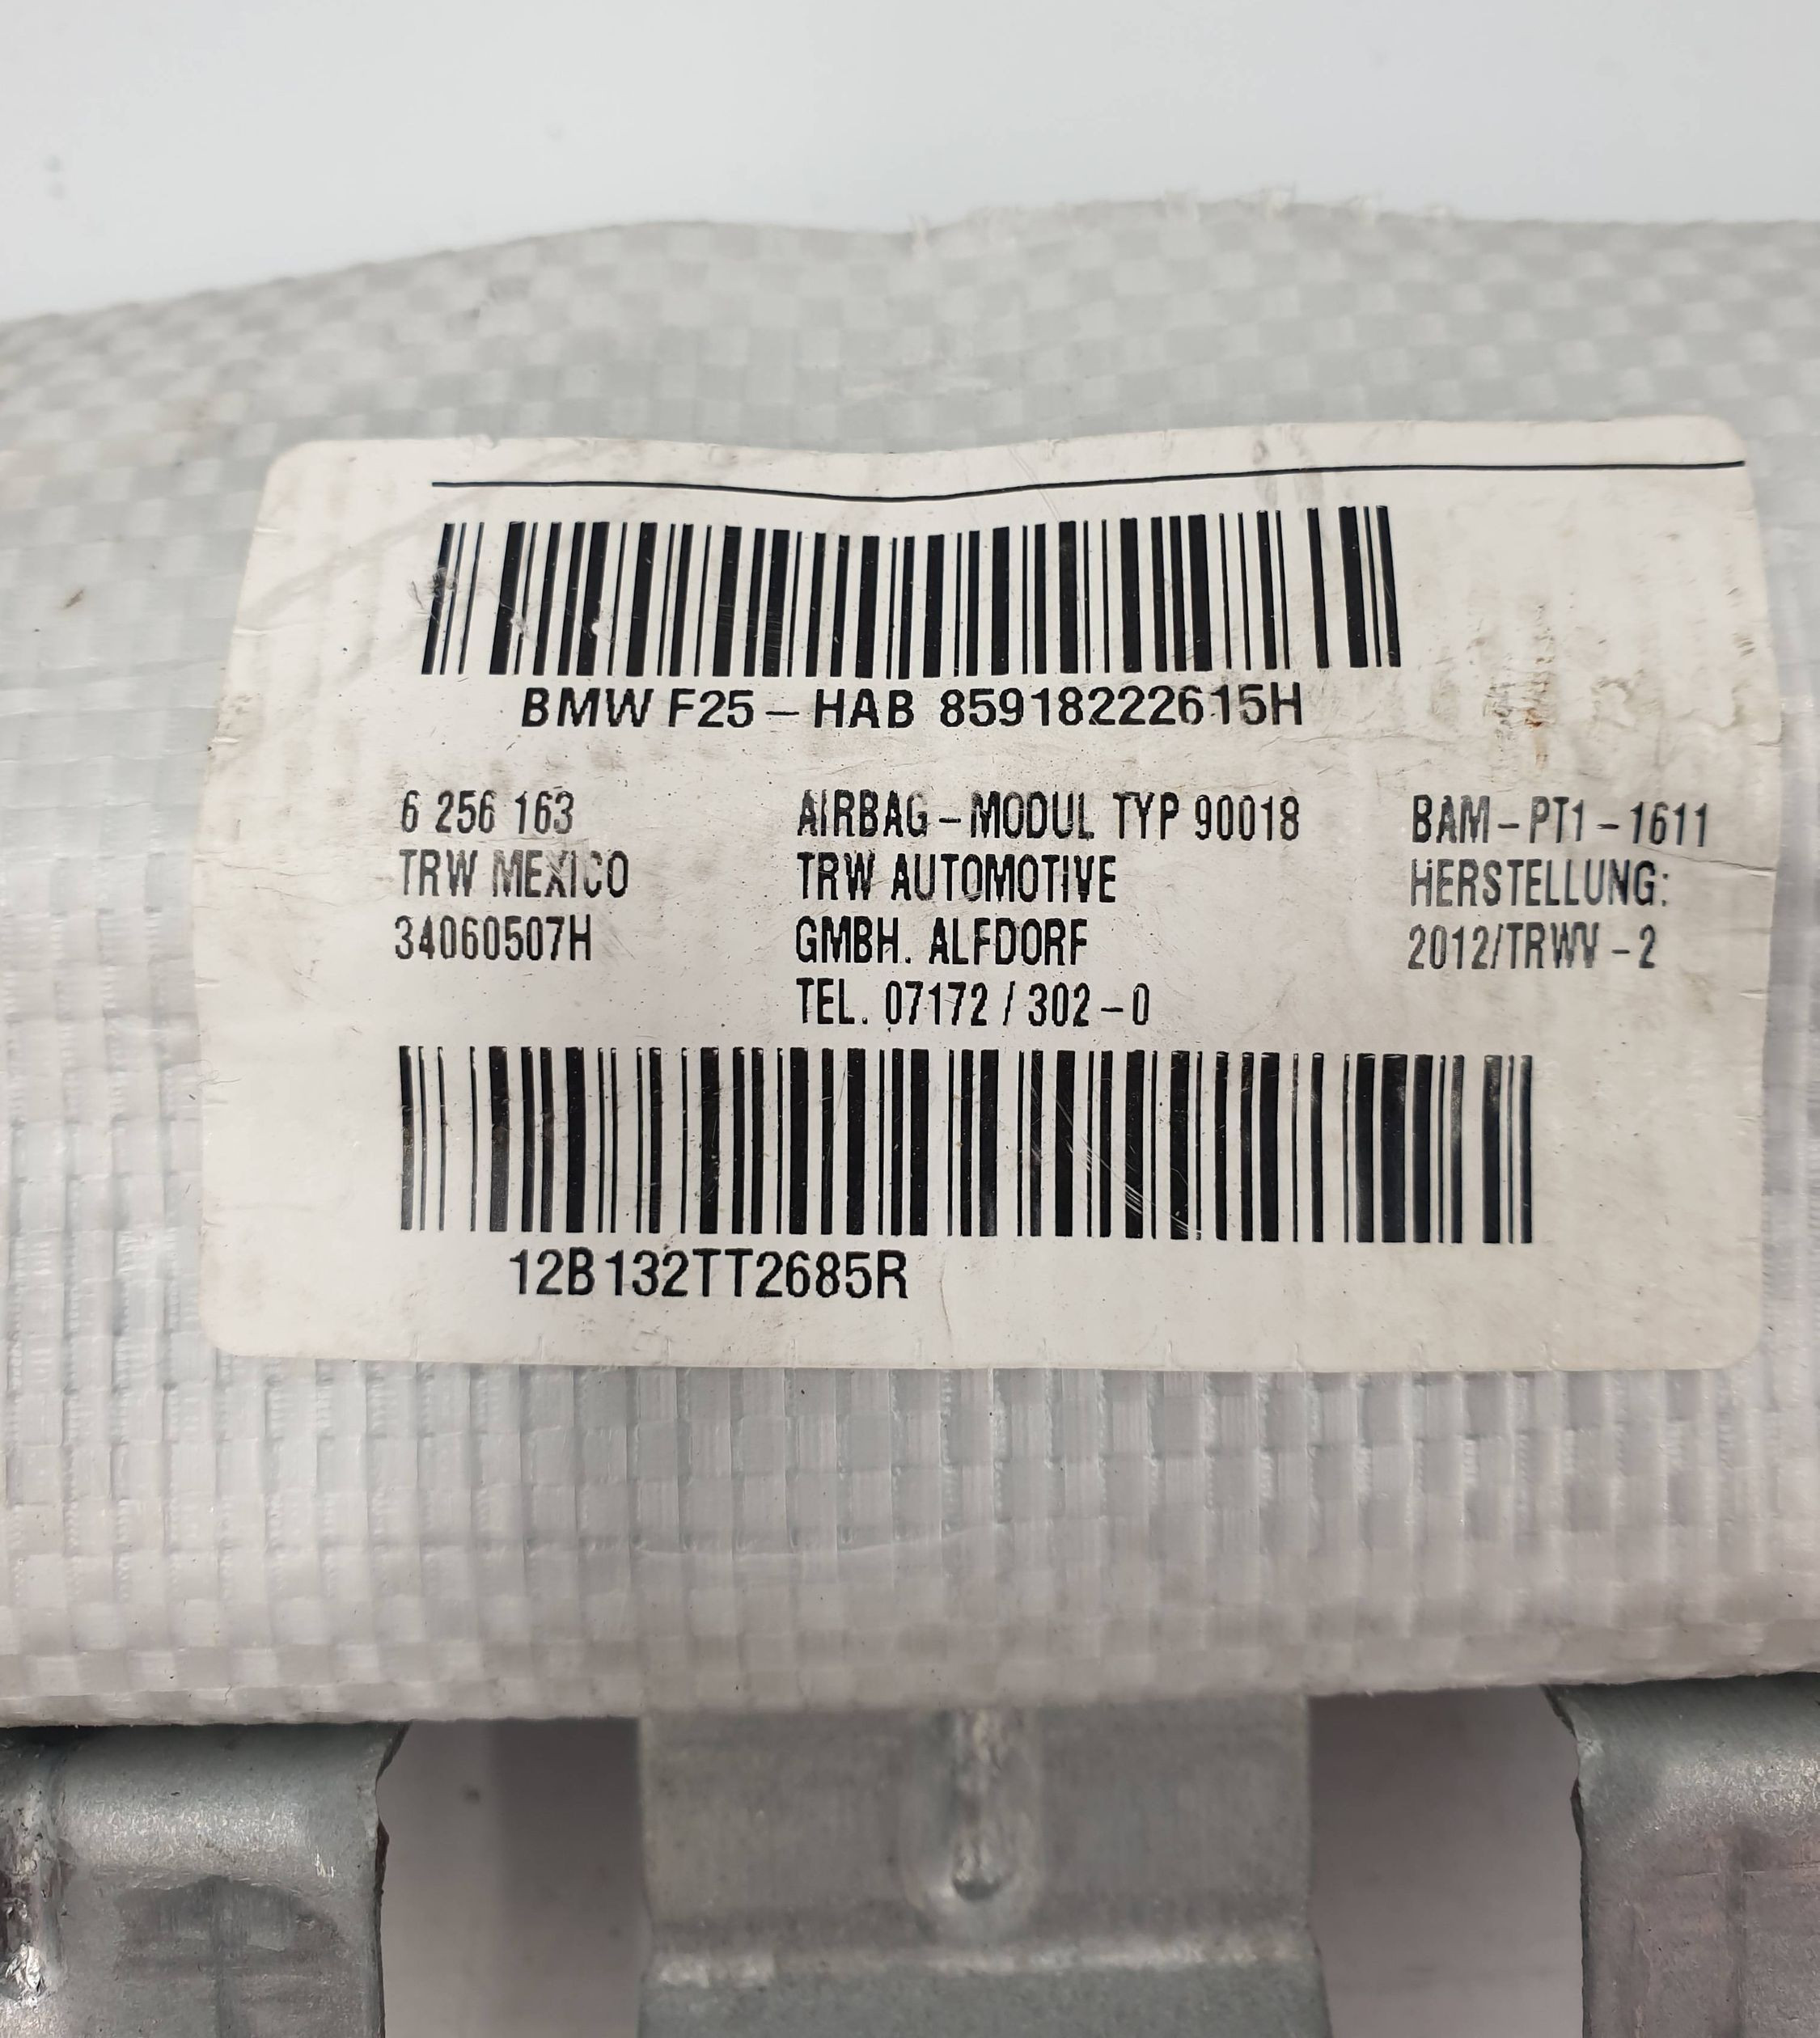 BMW F25 – HAB 85918222615H
6 256 163
TRW MEXICO
34060507H
AIRBAG – MODUL TYP 90018
TRW AUTOMOTIVE
GMBH. ALFDORF
TEL. 07172 / 302 – 0
BAM – PT1 – 1611
HERSTELLUNG:
2012/TRWV – 2
12B132TT2685R